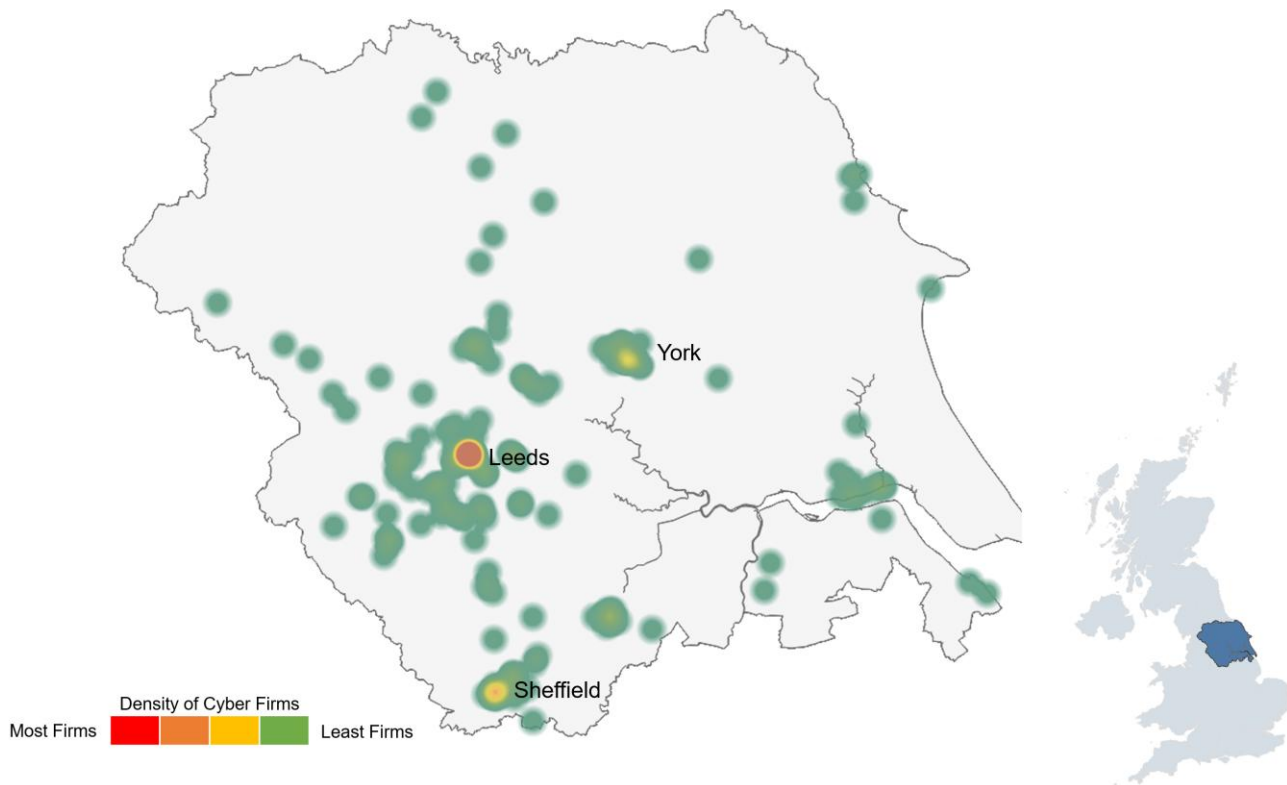 York
Leeds
Sheffield
Density of Cyber Firms
Most Firms
Least Firms